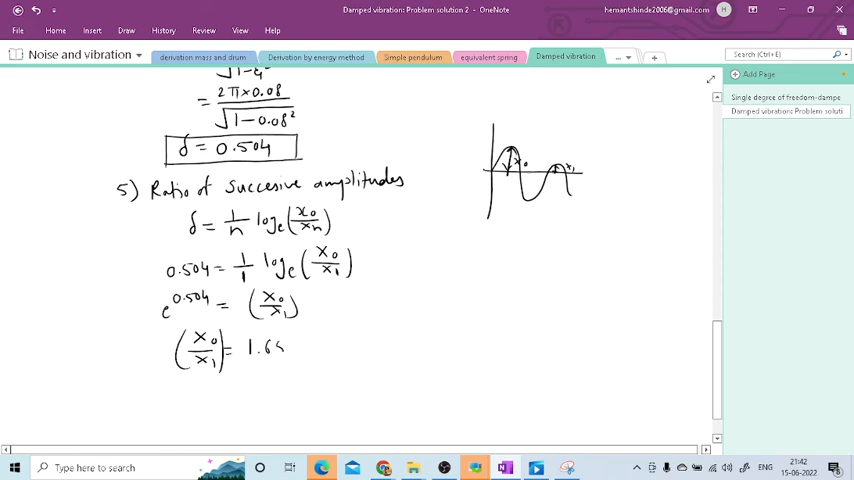 Damped vibration: Problem solution 2 - OneNote
hemantshinde2006@gmail.com
H
File Home Insert Draw History Review View Help
Noise and vibration
derivation mass and drum
Derivation by energy method
Simple pendulum
equivalent spring
Damped vibration
...
Search (Ctrl+E)
Add Page
Single degree of freedom-dampe
Damped vibrations: Problem soluti
√1-ξ²
= 2π×0.08
√1-0.08²
δ = 0.504
5) Ratio of succesive amplitudes
δ = 1/n logₑ(x₀/xₙ)
0.504 = 1/1 logₑ(x₀/x₁)
e^0.504 = (x₀/x₁)
(x₀/x₁) = 1.65
x₀
x₁
Type here to search
ENG
21:42
15-06-2022
8